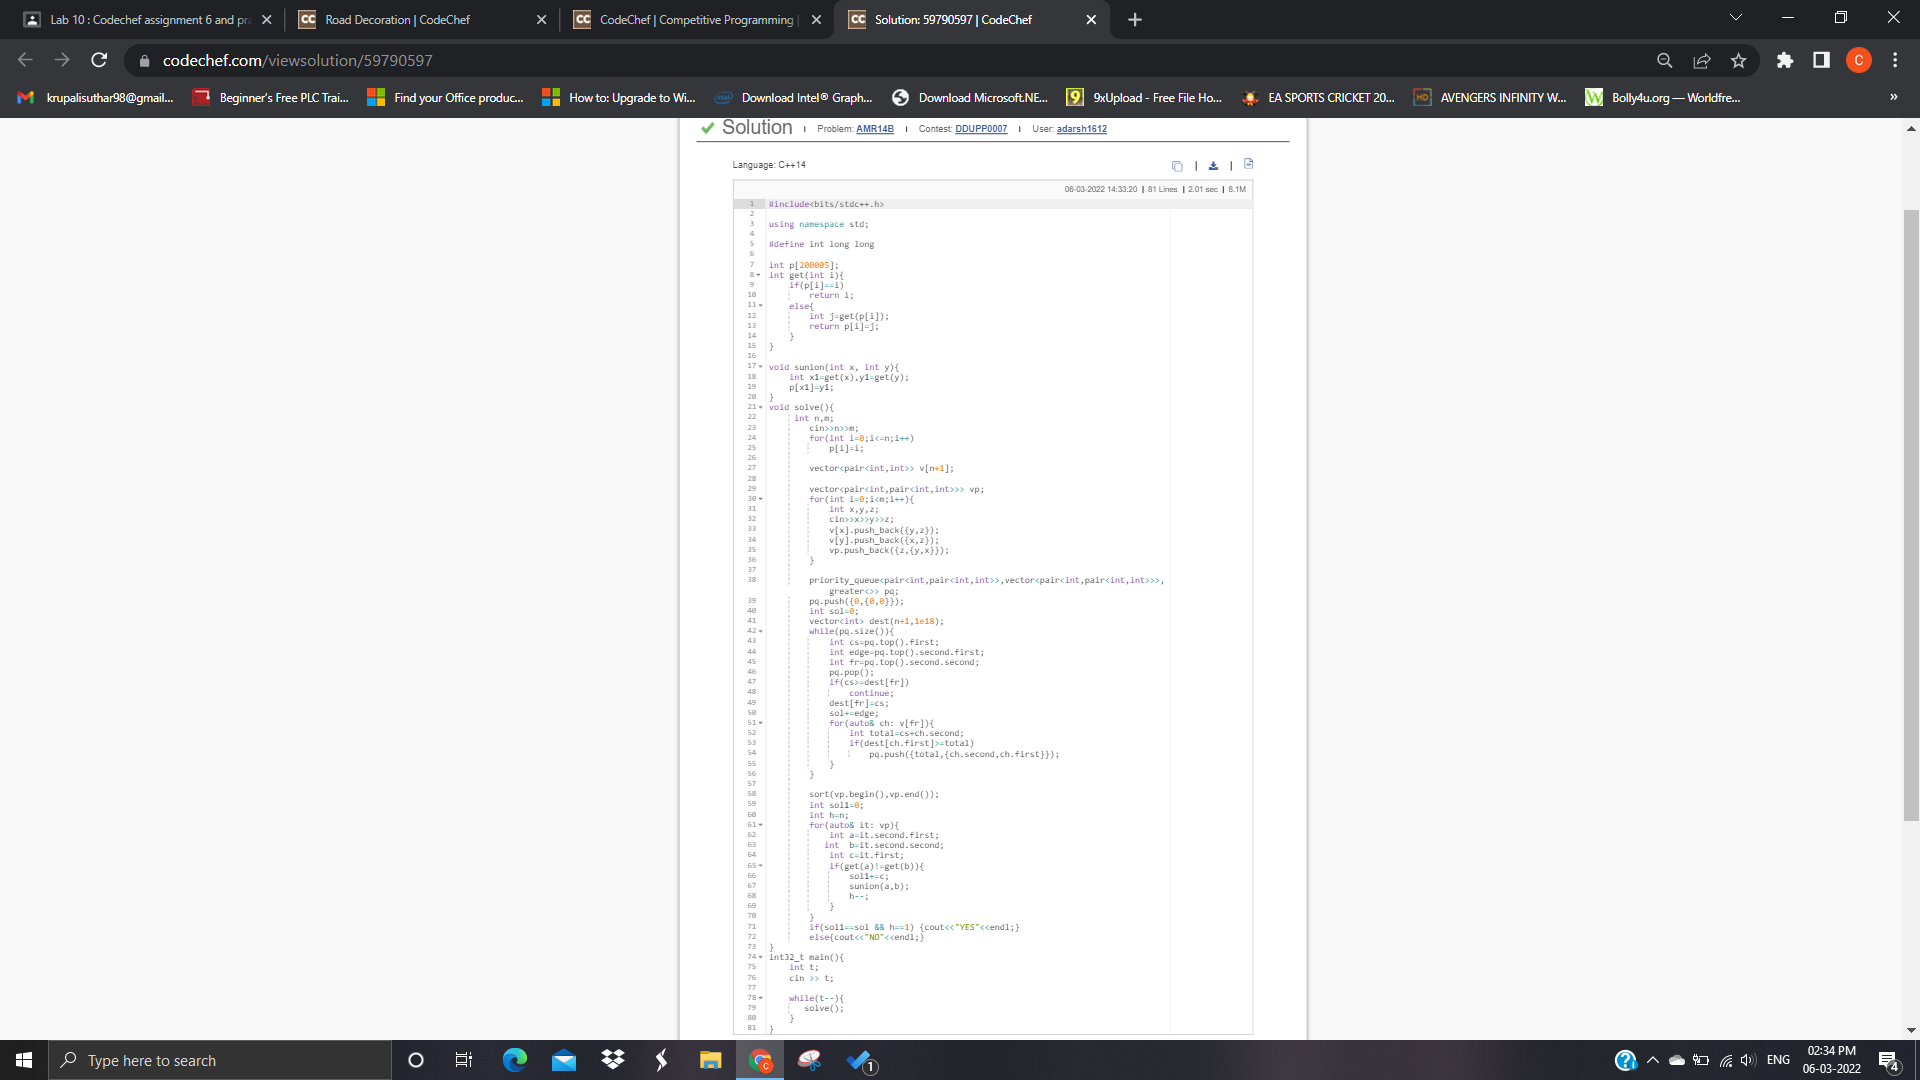 Lab 10 : Codechef assignment 6 and pra
Road Decoration | CodeChef
CodeChef | Competitive Programming |
Solution: 59790597 | CodeChef
codechef.com/viewsolution/59790597
krupalisuthar98@gmail...
Beginner's Free PLC Trai...
Find your Office produc...
How to: Upgrade to Wi...
Download Intel® Graph...
Download Microsoft.NE...
9xUpload - Free File Ho...
EA SPORTS CRICKET 20...
AVENGERS INFINITY W...
Bolly4u.org — Worldfre...
»
Solution | Problem: AMR14B | Contest: DDUPP0007 | User: adarsh1612
Language: C++14
06-03-2022 14:33:20 | 81 Lines | 2.01 sec | 8.1M
1 #include<bits/stdc++.h>
2
3 using namespace std;
4
5 #define int long long
6
7 int p[200005];
8 int get(int i){
9 if(p[i]==i)
10 return i;
11 else{
12 int j=get(p[i]);
13 return p[i]=j;
14 }
15 }
16
17 void sunion(int x, int y){
18 int x1=get(x),y1=get(y);
19 p[x1]=y1;
20 }
21 void solve(){
22 int n,m;
23 cin>>n>>m;
24 for(int i=0;i<=n;i++)
25 p[i]=i;
26
27 vector<pair<int,int>> v[n+1];
28
29 vector<pair<int,pair<int,int>>> vp;
30 for(int i=0;i<m;i++){
31 int x,y,z;
32 cin>>x>>y>>z;
33 v[x].push_back({y,z});
34 v[y].push_back({x,z});
35 vp.push_back({z,{y,x}});
36 }
37
38 priority_queue<pair<int,pair<int,int>>,vector<pair<int,pair<int,int>>>,
greater<>> pq;
39 pq.push({0,{0,0}});
40 int sol=0;
41 vector<int> dest(n+1,1e18);
42 while(pq.size()){
43 int cs=pq.top().first;
44 int edge=pq.top().second.first;
45 int fr=pq.top().second.second;
46 pq.pop();
47 if(cs>=dest[fr])
48 continue;
49 dest[fr]=cs;
50 sol+=edge;
51 for(auto& ch: v[fr]){
52 int total=cs+ch.second;
53 if(dest[ch.first]>=total)
54 pq.push({total,{ch.second,ch.first}});
55 }
56 }
57
58 sort(vp.begin(),vp.end());
59 int sol1=0;
60 int h=n;
61 for(auto& it: vp){
62 int a=it.second.first;
63 int b=it.second.second;
64 int c=it.first;
65 if(get(a)!=get(b)){
66 sol1+=c;
67 sunion(a,b);
68 h--;
69 }
70 }
71 if(sol1==sol && h==1) {cout<<"YES"<<endl;}
72 else{cout<<"NO"<<endl;}
73 }
74 int32_t main(){
75 int t;
76 cin >> t;
77
78 while(t--){
79 solve();
80 }
81 }
Type here to search
ENG
02:34 PM
06-03-2022